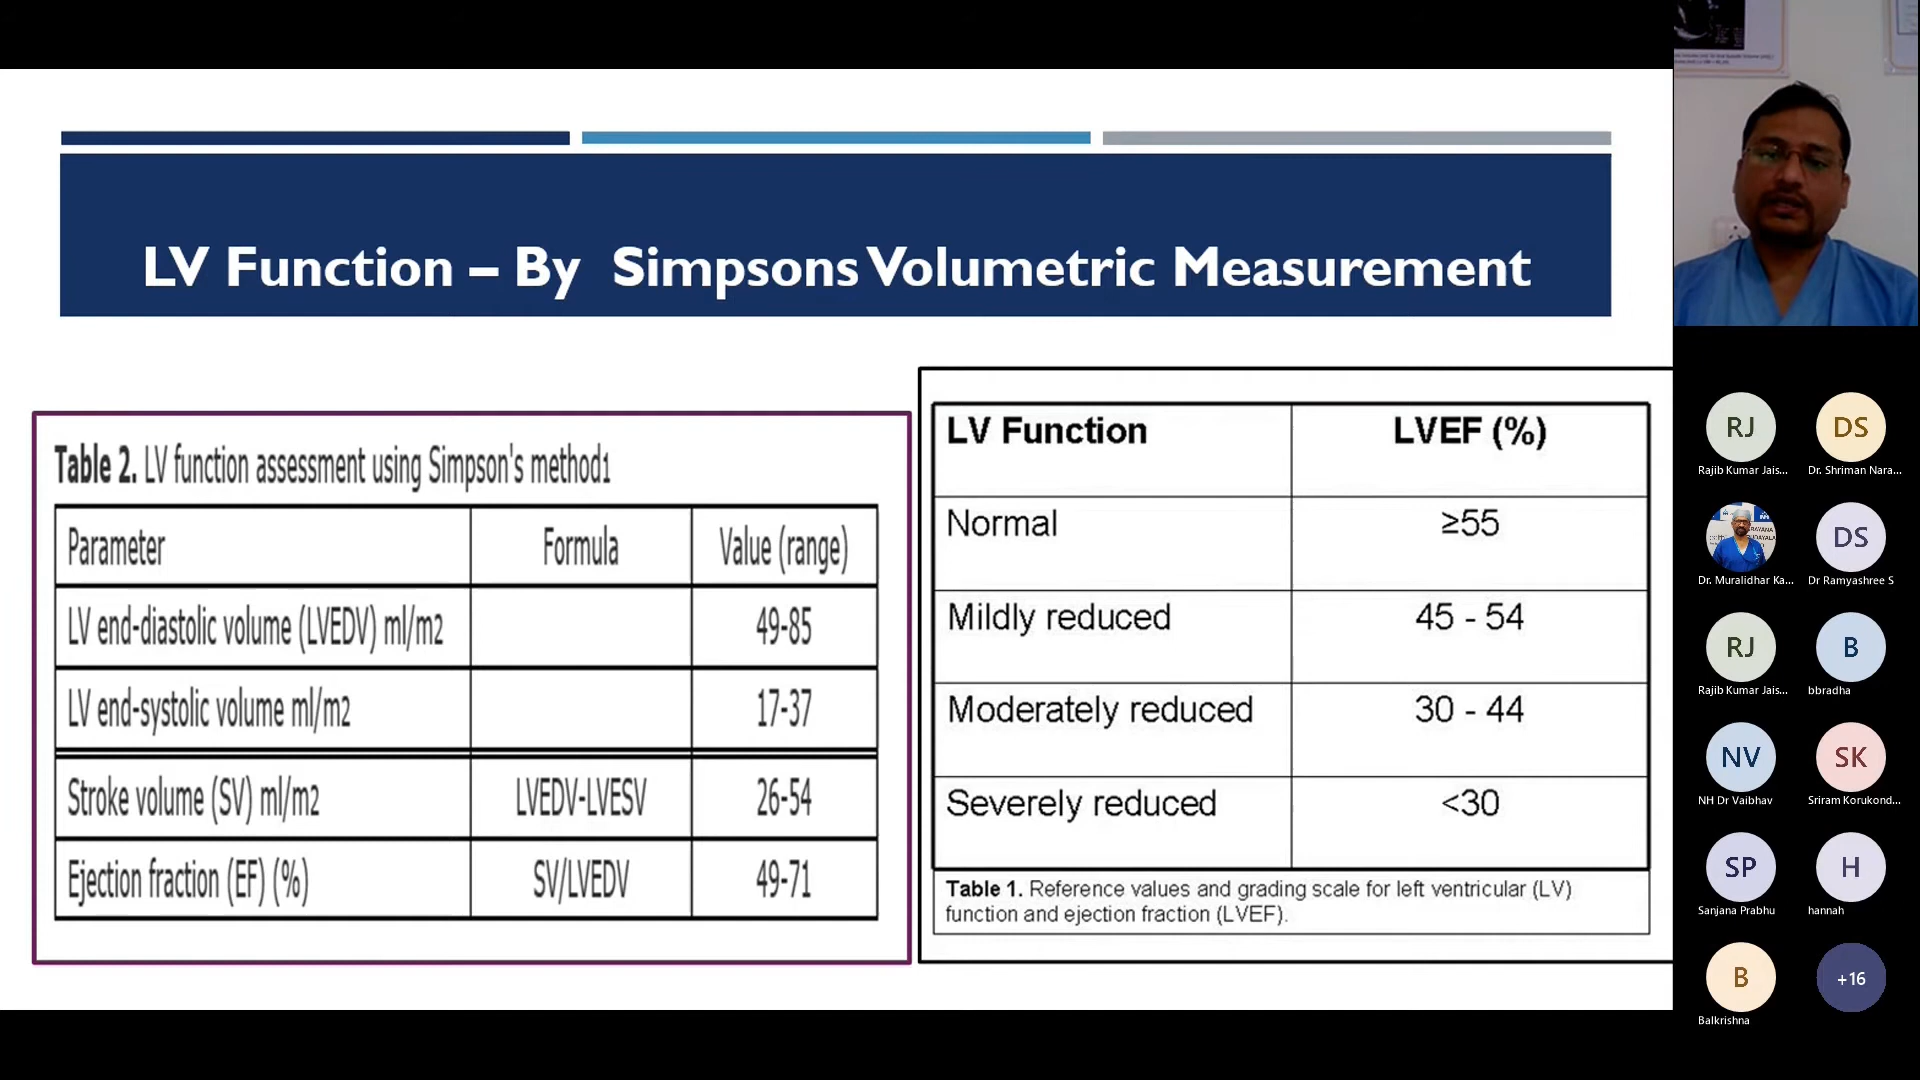 LV Function – By Simpsons Volumetric Measurement
Table 2. LV function assessment using Simpson's method1
Parameter Formula Value (range)
LV end-diastolic volume (LVEDV) ml/m2 49-85
LV end-systolic volume ml/m2 17-37
Stroke volume (SV) ml/m2 LVEDV-LVESV 26-54
Ejection fraction (EF) (%) SV/LVEDV 49-71
LV Function LVEF (%)
Normal ≥55
Mildly reduced 45 - 54
Moderately reduced 30 - 44
Severely reduced <30
Table 1. Reference values and grading scale for left ventricular (LV)
function and ejection fraction (LVEF).
RJ DS
Rajib Kumar Jais... Dr. Shriman Nara...
DS
Dr. Muralidhar Ka... Dr Ramyashree S
RJ B
Rajib Kumar Jais... bbradha
NV SK
NH Dr Vaibhav Sriram Korukond...
SP H
Sanjana Prabhu hannah
B +16
Balkrishna